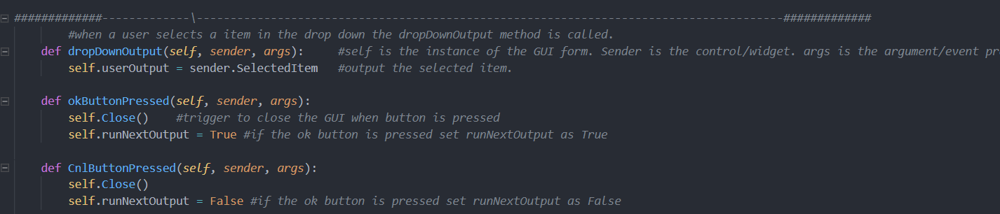 #############-------------\---------------------------------------------------------------------------------------#############
        #when a user selects a item in the drop down the dropDownOutput method is called.
    def dropDownOutput(self, sender, args):     #self is the instance of the GUI form. Sender is the control/widget. args is the argument/event
        self.userOutput = sender.SelectedItem   #output the selected item.
    def okButtonPressed(self, sender, args):
        self.Close()    #trigger to close the GUI when button is pressed
        self.runNextOutput = True #if the ok button is pressed set runNextOutput as True
    def CnlButtonPressed(self, sender, args):
        self.Close()
        self.runNextOutput = False #if the ok button is pressed set runNextOutput as False